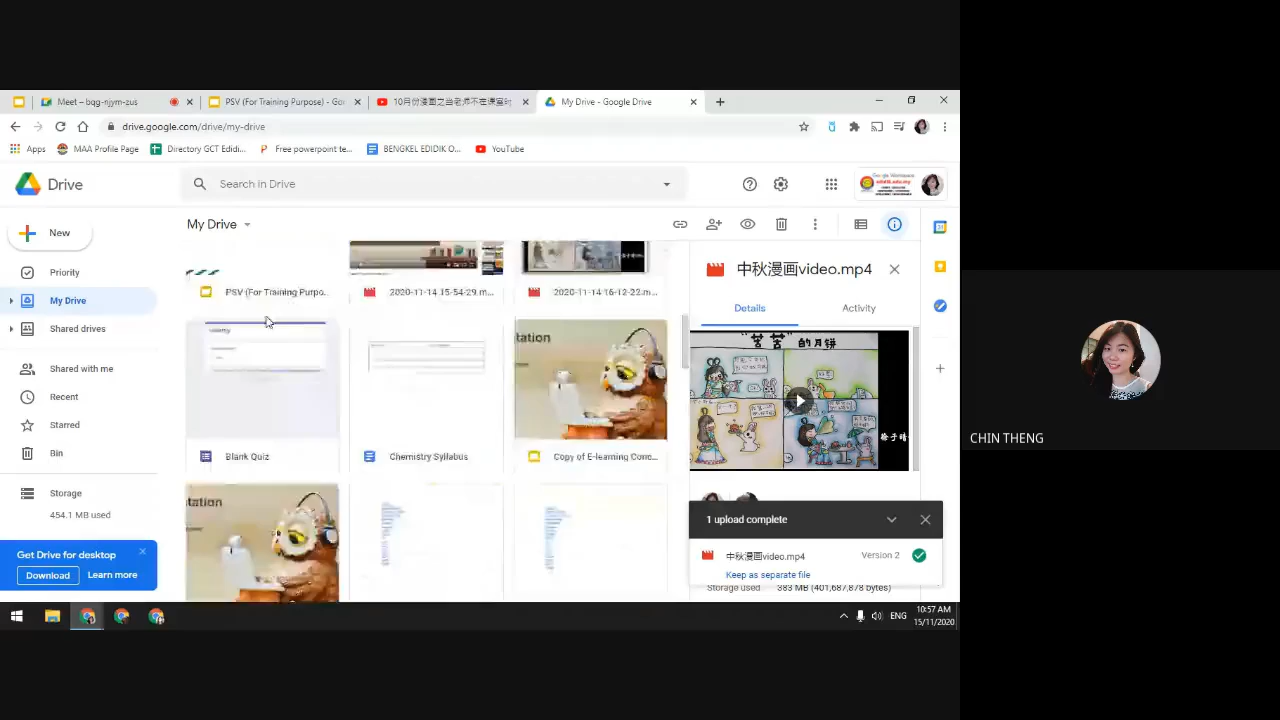 Meet – bqg-njym-zus
PSV (For Training Purpose) - Go
10月份漫画之当老师不在课室时
My Drive - Google Drive
drive.google.com/drive/my-drive
Apps
MAA Profile Page
Directory GCT Edidi...
Free powerpoint te...
BENGKEL EDIDIK O...
YouTube
Drive
Search in Drive
New
My Drive
Priority
My Drive
Shared drives
Shared with me
Recent
Starred
Bin
Storage
454.1 MB used
Get Drive for desktop
Download
Learn more
PSV (For Training Purpo...
2020-11-14 15-54-29.m...
2020-11-14 16-12-22.m...
tation
Blank Quiz
Chemistry Syllabus
Copy of E-learning Conc...
tation
中秋漫画video.mp4
Details
Activity
"苦苦"的月饼
1 upload complete
中秋漫画video.mp4
Version 2
Keep as separate file
Storage used
383 MB (401,687,878 bytes)
ENG
10:57 AM
15/11/2020
CHIN THENG